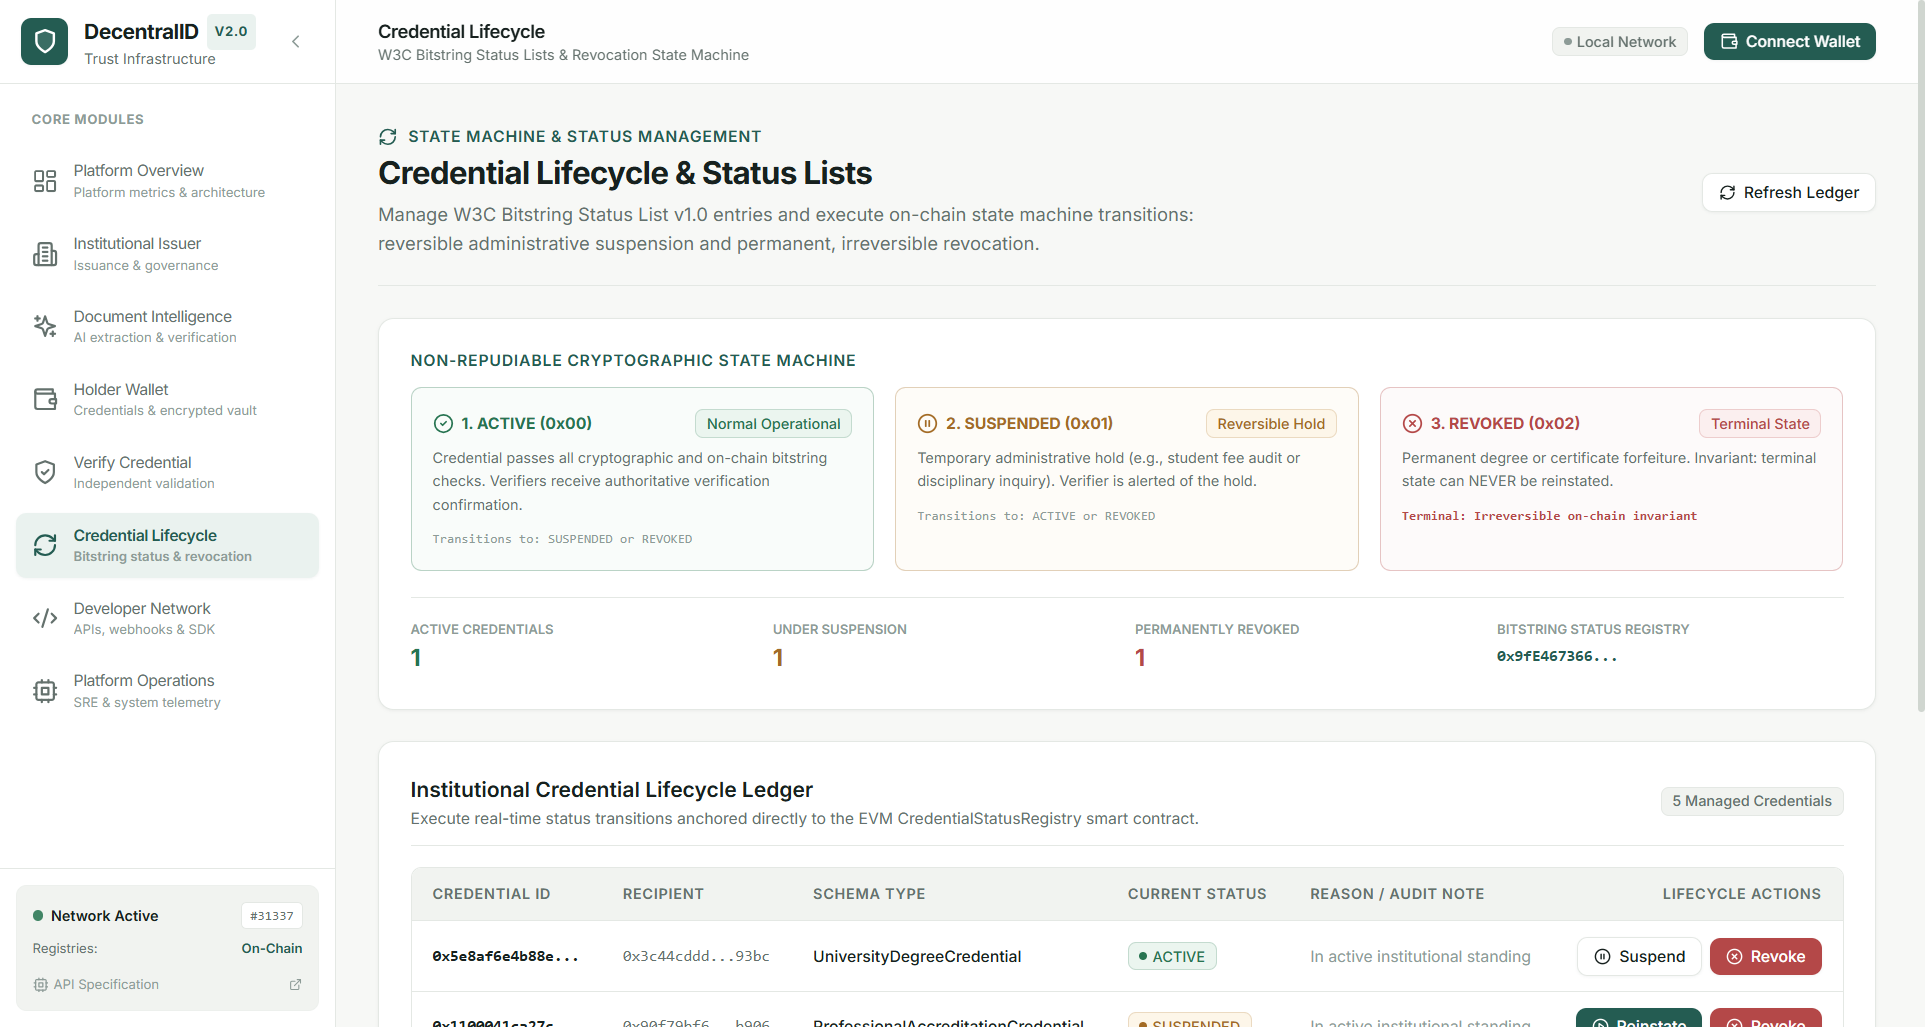 DecentralID V2.0
Trust Infrastructure
CORE MODULES
Platform Overview
Platform metrics & architecture
Institutional Issuer
Issuance & governance
Document Intelligence
AI extraction & verification
Holder Wallet
Credentials & encrypted vault
Verify Credential
Independent validation
Credential Lifecycle
Bitstring status & revocation
Developer Network
APIs, webhooks & SDK
Platform Operations
SRE & system telemetry
Network Active #31337
Registries: On-Chain
API Specification
Credential Lifecycle
W3C Bitstring Status Lists & Revocation State Machine
Local Network
Connect Wallet
STATE MACHINE & STATUS MANAGEMENT
Credential Lifecycle & Status Lists
Manage W3C Bitstring Status List v1.0 entries and execute on-chain state machine transitions:
reversible administrative suspension and permanent, irreversible revocation.
Refresh Ledger
NON-REPUDIABLE CRYPTOGRAPHIC STATE MACHINE
1. ACTIVE (0x00) Normal Operational
Credential passes all cryptographic and on-chain bitstring
checks. Verifiers receive authoritative verification
confirmation.
Transitions to: SUSPENDED or REVOKED
2. SUSPENDED (0x01) Reversible Hold
Temporary administrative hold (e.g., student fee audit or
disciplinary inquiry). Verifier is alerted of the hold.
Transitions to: ACTIVE or REVOKED
3. REVOKED (0x02) Terminal State
Permanent degree or certificate forfeiture. Invariant: terminal
state can NEVER be reinstated.
Terminal: Irreversible on-chain invariant
ACTIVE CREDENTIALS
1
UNDER SUSPENSION
1
PERMANENTLY REVOKED
1
BITSTRING STATUS REGISTRY
0x9fE467366...
Institutional Credential Lifecycle Ledger
Execute real-time status transitions anchored directly to the EVM CredentialStatusRegistry smart contract.
5 Managed Credentials
CREDENTIAL ID RECIPIENT SCHEMA TYPE CURRENT STATUS REASON / AUDIT NOTE LIFECYCLE ACTIONS
0x5e8af6e4b88e... 0x3c44cddd...93bc UniversityDegreeCredential ACTIVE In active institutional standing Suspend Revoke
0x1100041ca27c... 0x90f79bf6...b906 ProfessionalAccreditationCredential SUSPENDED In active institutional standing Reinstate Revoke